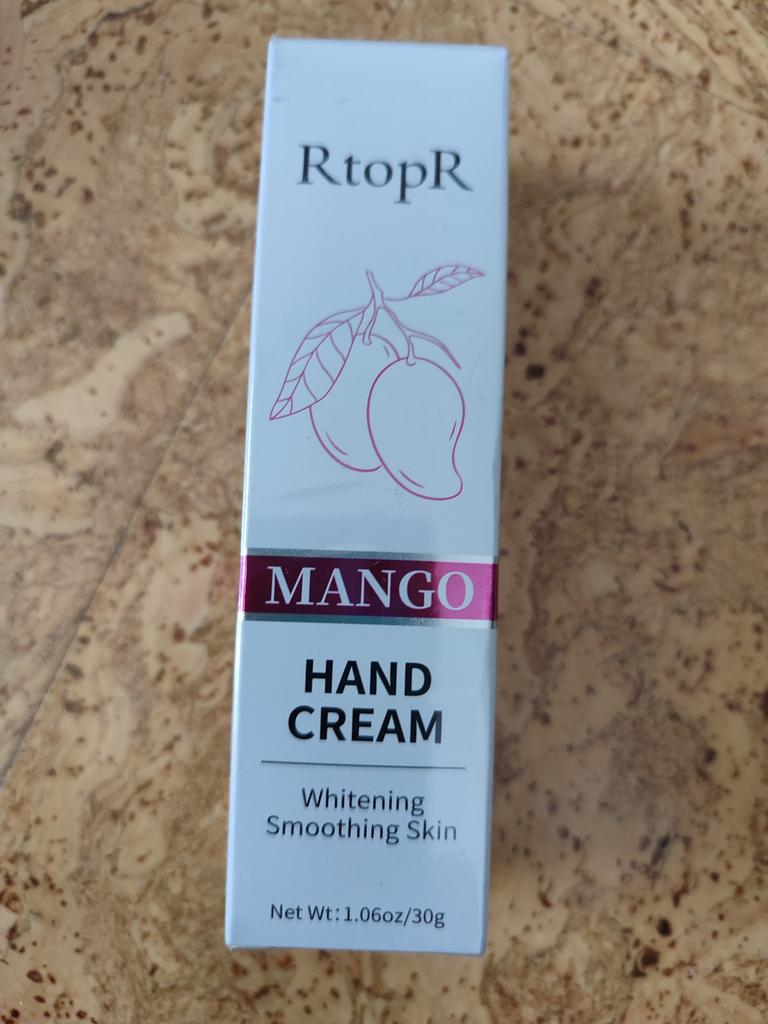 RtopR
MANGO
HAND
CREAM
Whitening
Smoothing Skin
Net Wt:1.06oz/30g